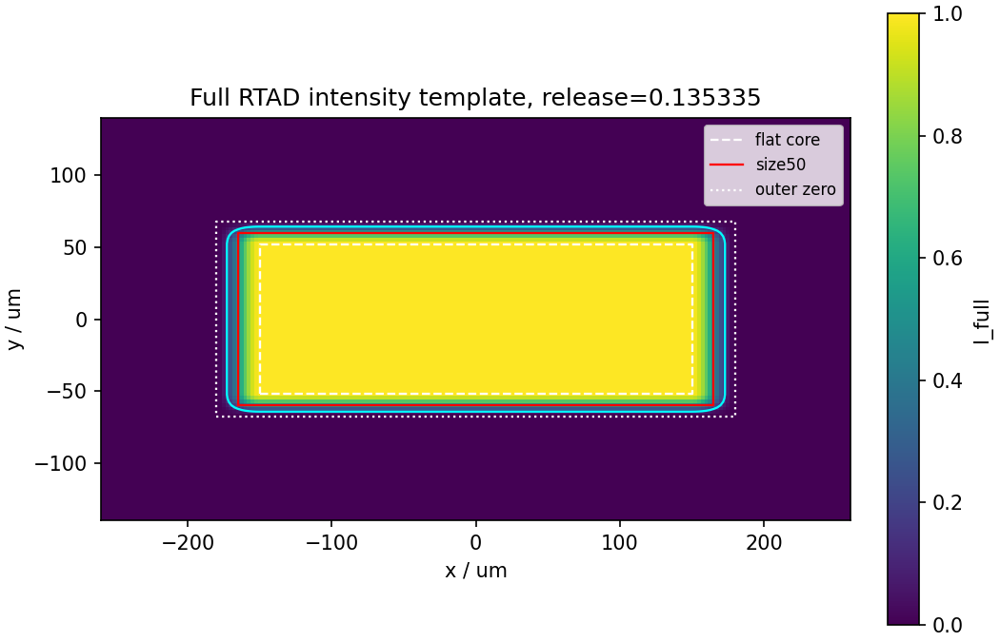 Full RTAD intensity template, release=0.135335
flat core
size50
outer zero
100
50
0
−50
−100
y / um
−200
−100
0
100
200
x / um
1.0
0.8
0.6
0.4
0.2
0.0
I_full